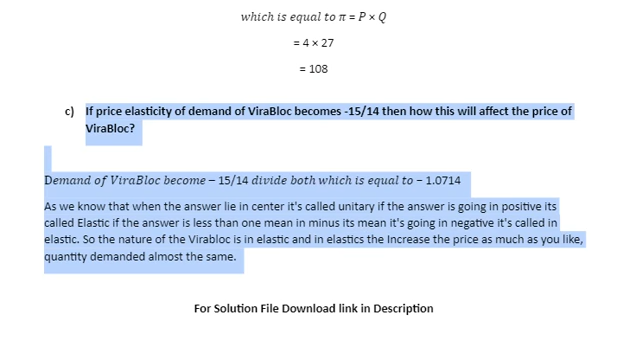 which is equal to π = P × Q
= 4 × 27
= 108
c) If price elasticity of demand of ViraBloc becomes -15/14 then how this will affect the price of
ViraBloc?
Demand of ViraBloc become − 15/14 divide both which is equal to − 1.0714
As we know that when the answer lie in center it's called unitary if the answer is going in positive its
called Elastic if the answer is less than one mean in minus its mean it's going in negative it's called in
elastic. So the nature of the Virabloc is in elastic and in elastics the Increase the price as much as you like,
quantity demanded almost the same.
For Solution File Download link in Description